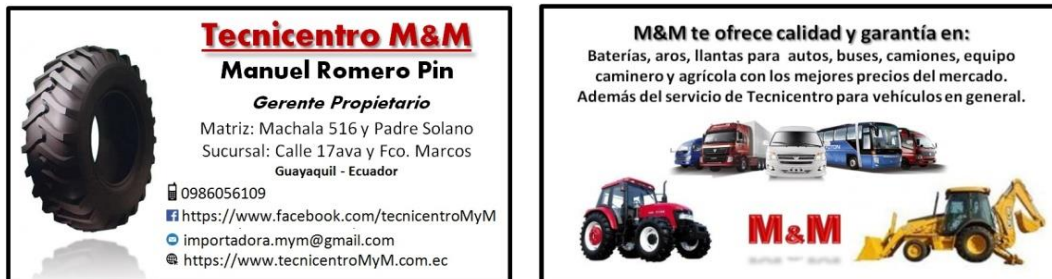 Tecnicentro M&M
Manuel Romero Pin
Gerente Propietario
Matriz: Machala 516 y Padre Solano
Sucursal: Calle 17ava y Fco. Marcos
Guayaquil - Ecuador
0986056109
https://www.facebook.com/tecnicentroMyM
importadora.mym@gmail.com
https://www.tecnicentroMyM.com.ec
M&M te ofrece calidad y garantía en:
Baterías, aros, llantas para autos, buses, camiones, equipo
caminero y agrícola con los mejores precios del mercado.
Además del servicio de Tecnicentro para vehículos en general.
M&M